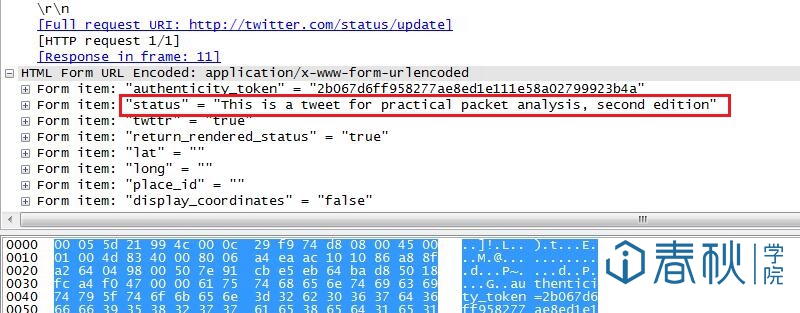 \r\n
[Full request URI: http://twitter.com/status/update]
[HTTP request 1/1]
[Response in frame: 11]
HTML Form URL Encoded: application/x-www-form-urlencoded
Form item: "authenticity_token" = "2b067d6ff958277ae8ed1e111e58a02799923b4a"
Form item: "status" = "This is a tweet for practical packet analysis, second edition"
Form item: "twttr" = "true"
Form item: "return_rendered_status" = "true"
Form item: "lat" = ""
Form item: "long" = ""
Form item: "place_id" = ""
Form item: "display_coordinates" = "false"
0000 00 05 5d 21 99 4c 00 0c 29 f9 74 d8 08 00 45 00 ..]!.L.. ).t...E.
0010 01 00 4d 83 40 00 80 06 a4 ea ac 10 10 86 a8 8f ..M.@... ........
0020 a2 64 04 98 00 50 7e 91 cb e5 eb 64 ba d8 50 18 .d...P~. ...d..P.
0030 fc a4 f0 47 00 00 61 75 74 68 65 6e 74 69 63 69 ...G..au thentici
0040 74 79 5f 74 6f 6b 65 6e 3d 32 62 30 36 37 64 36 ty_token =2b067d6
0050 66 66 39 35 38 32 37 37 61 65 38 65 64 31 65 31 ff958277 ae8ed1e1
春秋 学院